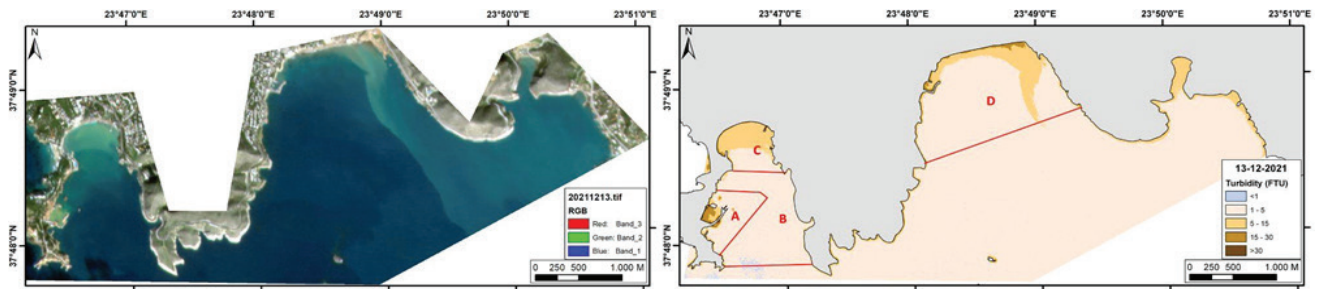 23°47'0"E 23°48'0"E 23°49'0"E 23°50'0"E 23°51'0"E
N
37°49'0"N
37°48'0"N
20211213.tif
RGB
Red: Band_3
Green: Band_2
Blue: Band_1
0 250 500 1.000 M
23°47'0"E 23°48'0"E 23°49'0"E 23°50'0"E 23°51'0"E
N
37°49'0"N
37°48'0"N
D
C
A
B
13-12-2021
Turbidity (FTU)
<1
1 - 5
5 - 15
15 - 30
>30
0 250 500 1.000 M